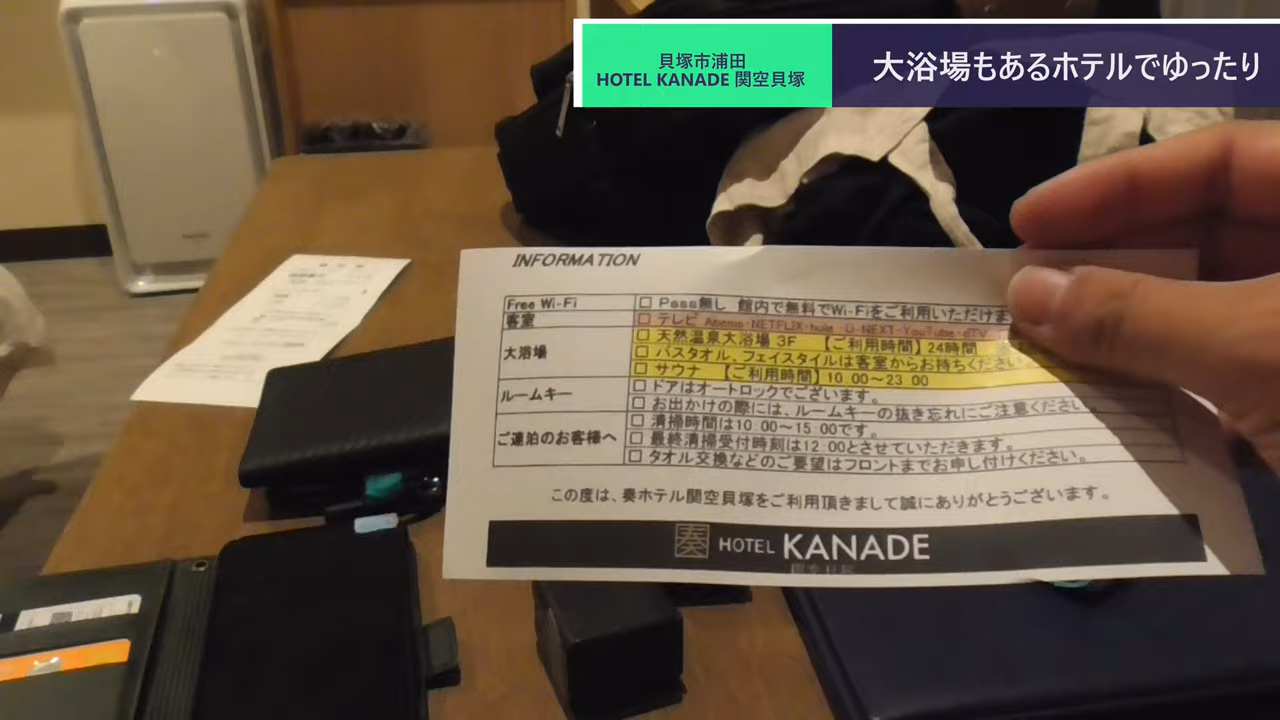 貝塚市浦田
HOTEL KANADE 関空貝塚
大浴場もあるホテルでゆったり
INFORMATION
Free Wi-Fi
□ Pass無し 館内で無料でWi-Fiをご利用いただけま
客室
□ テレビ Abema・NETFLIX・hulu・U-NEXT・YouTube・
大浴場
□ 天然温泉大浴場 3F 【ご利用時間】24時間
□ バスタオル、フェイスタイルは客室からお持ちください
□ サウナ 【ご利用時間】10:00～23:00
ルームキー
□ ドアはオートロックでございます。
□ お出かけの際には、ルームキーの抜き忘れにご注意ください。
ご連泊のお客様へ
□ 清掃時間は10:00～15:00です。
□ 最終清掃受付時刻は12:00とさせていただきます。
□ タオル交換などのご要望はフロントまでお申し付けください。
この度は、奏ホテル関空貝塚をご利用頂きまして誠にありがとうございます。
奏 HOTEL KANADE
関空貝塚